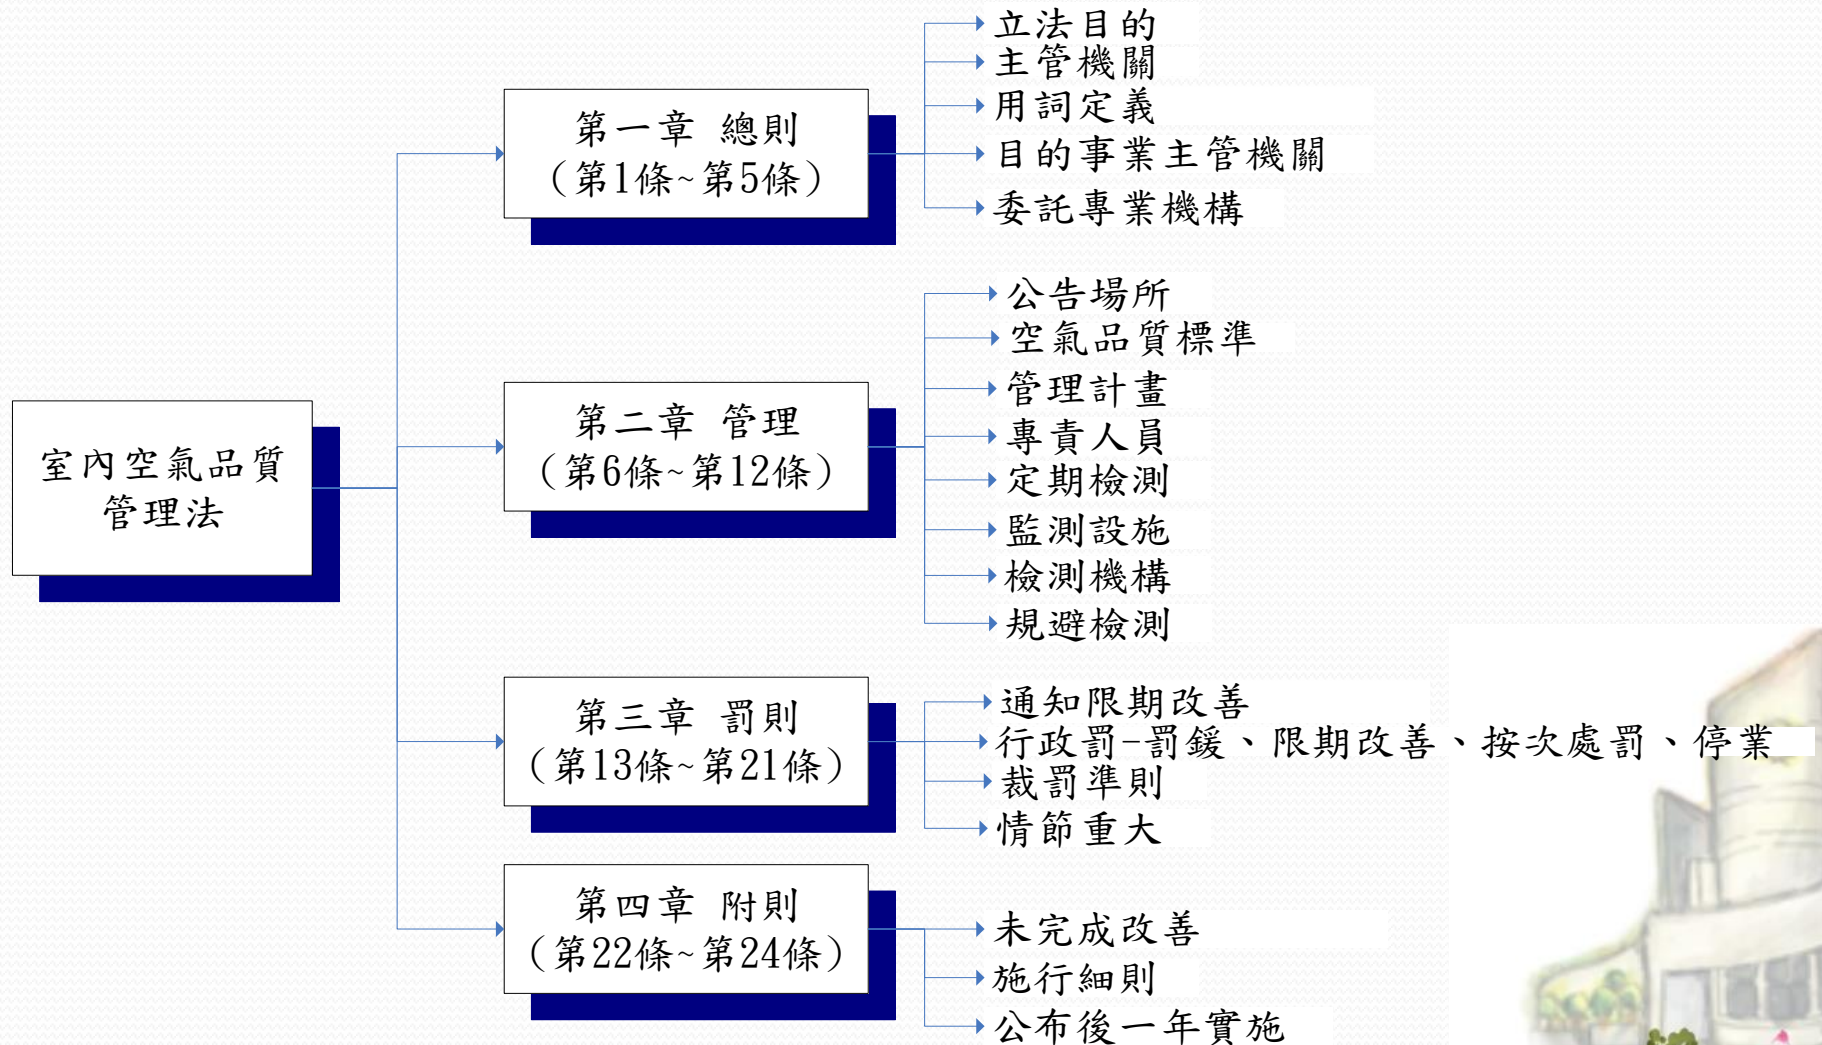 室內空氣品質
管理法
第一章 總則
（第1條~第5條）
立法目的
主管機關
用詞定義
目的事業主管機關
委託專業機構
第二章 管理
（第6條~第12條）
公告場所
空氣品質標準
管理計畫
專責人員
定期檢測
監測設施
檢測機構
規避檢測
第三章 罰則
（第13條~第21條）
通知限期改善
行政罰-罰鍰、限期改善、按次處罰、停業
裁罰準則
情節重大
第四章 附則
（第22條~第24條）
未完成改善
施行細則
公布後一年實施